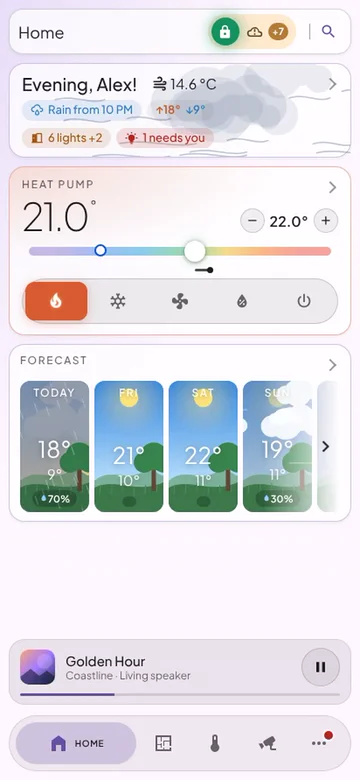 Home
+7
Evening, Alex!
14.6 °C
Rain from 10 PM
↑18° ↓9°
6 lights +2
1 needs you
HEAT PUMP
21.0°
− 22.0° +
FORECAST
TODAY FRI SAT SUN
18° 21° 22° 19°
9° 10° 11° 11°
70% 30%
Golden Hour
Coastline · Living speaker
HOME